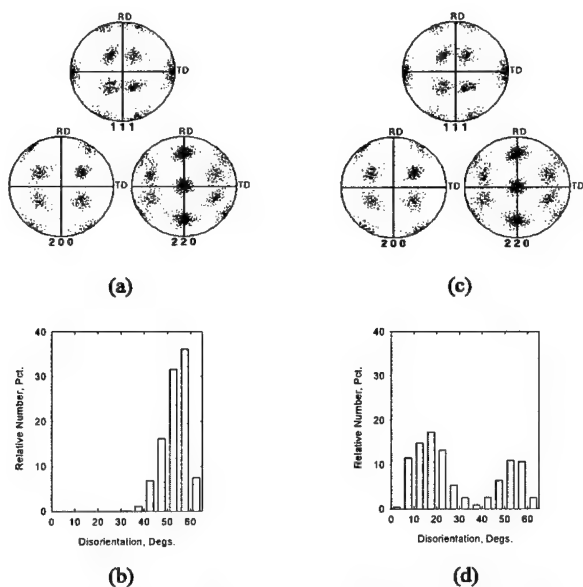 RD RD
TD TD
111 111
RD RD RD RD
TD TD TD TD
200 220 200 220
(a) (c)
40 40
30 30
20 20
10 10
0 0
0 10 20 30 40 50 60 0 10 20 30 40 50 60
Relative Number, Pct. Relative Number, Pct.
Disorientation, Degs. Disorientation, Degs.
(b) (d)